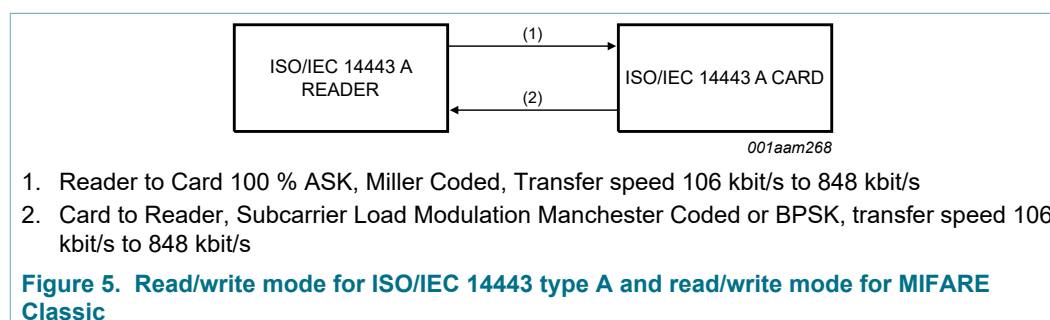 (1)
ISO/IEC 14443 A
READER
ISO/IEC 14443 A CARD
(2)
001aam268
1. Reader to Card 100 % ASK, Miller Coded, Transfer speed 106 kbit/s to 848 kbit/s
2. Card to Reader, Subcarrier Load Modulation Manchester Coded or BPSK, transfer speed 106
kbit/s to 848 kbit/s
Figure 5. Read/write mode for ISO/IEC 14443 type A and read/write mode for MIFARE
Classic